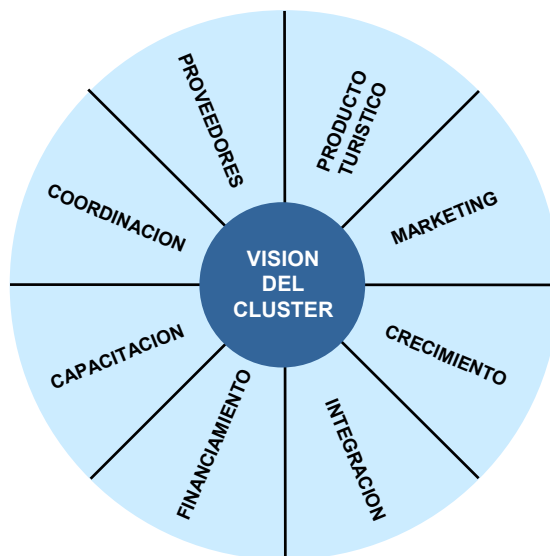 PROVEEDORES
PRODUCTO
TURISTICO
COORDINACION
MARKETING
VISION
DEL
CLUSTER
CAPACITACION
CRECIMIENTO
FINANCIAMIENTO
INTEGRACION